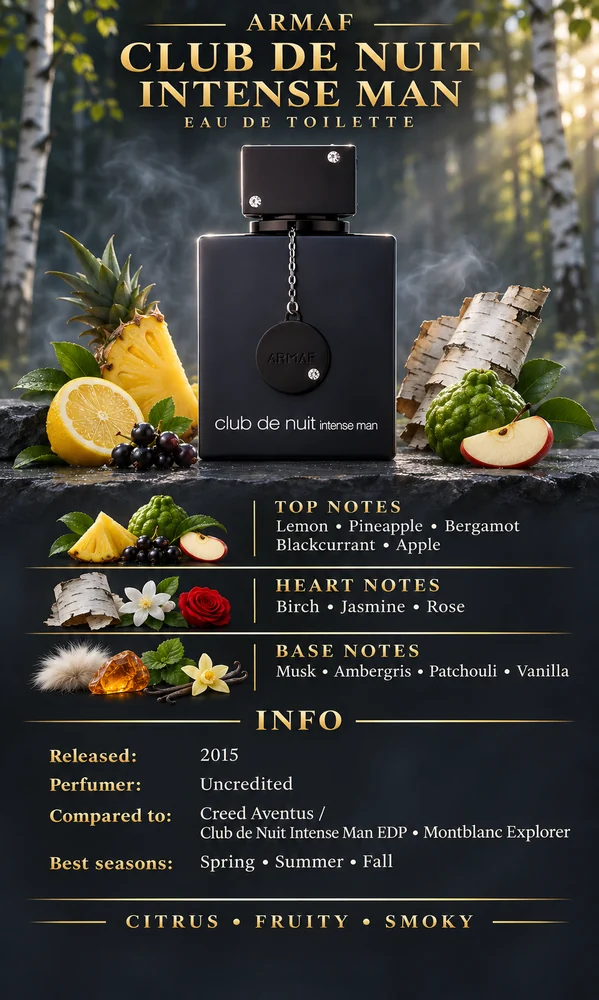 ARMAF
CLUB DE NUIT
INTENSE MAN
EAU DE TOILETTE
ARMAF
club de nuit intense man
TOP NOTES
Lemon • Pineapple • Bergamot
Blackcurrant • Apple
HEART NOTES
Birch • Jasmine • Rose
BASE NOTES
Musk • Ambergris • Patchouli • Vanilla
INFO
Released: 2015
Perfumer: Uncredited
Compared to: Creed Aventus /
Club de Nuit Intense Man EDP • Montblanc Explorer
Best seasons: Spring • Summer • Fall
CITRUS • FRUITY • SMOKY